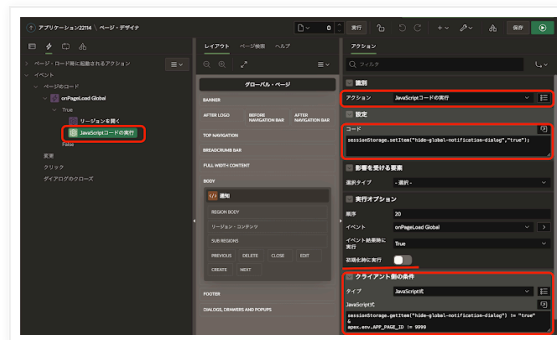 アプリケーション22114 \ ページ・デザイナ
0
実行
保存
ページ・ロード時に起動されるアクション
イベント
ページのロード
onPageLoad Global
True
リージョンを開く
JavaScriptコードの実行
False
変更
クリック
ダイアログのクローズ
レイアウト
ページ検索
ヘルプ
グローバル・ページ
BANNER
AFTER LOGO
BEFORE NAVIGATION BAR
AFTER NAVIGATION BAR
TOP NAVIGATION
BREADCRUMB BAR
FULL WIDTH CONTENT
BODY
通知
REGION BODY
リージョン・コンテンツ
SUB REGIONS
PREVIOUS
DELETE
CLOSE
EDIT
CREATE
NEXT
FOOTER
DIALOGS, DRAWERS AND POPUPS
アクション
フィルタ
識別
アクション
JavaScriptコードの実行
設定
コード
sessionStorage.setItem("hide-global-notification-dialog","true");
影響を受ける要素
選択タイプ
- 選択 -
実行オプション
順序
20
イベント
onPageLoad Global
イベント結果時に実行
True
初期化時に実行
クライアント側の条件
タイプ
JavaScript式
JavaScript式
sessionStorage.getItem("hide-global-notification-dialog") != "true"
&
apex.env.APP_PAGE_ID != 9999